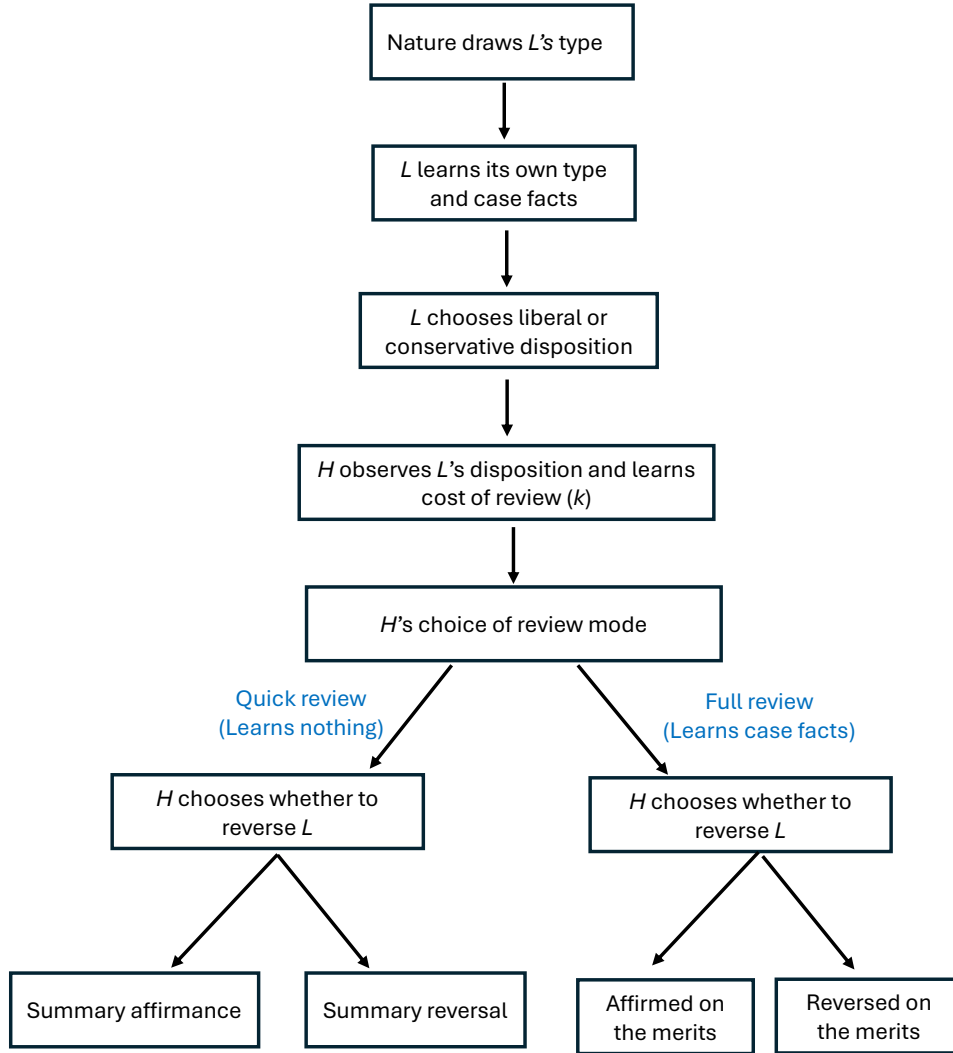 Nature draws L's type
L learns its own type
and case facts
L chooses liberal or
conservative disposition
H observes L's disposition and learns
cost of review (k)
H's choice of review mode
Quick review
(Learns nothing)
Full review
(Learns case facts)
H chooses whether to
reverse L
H chooses whether to
reverse L
Summary affirmance
Summary reversal
Affirmed on
the merits
Reversed on
the merits